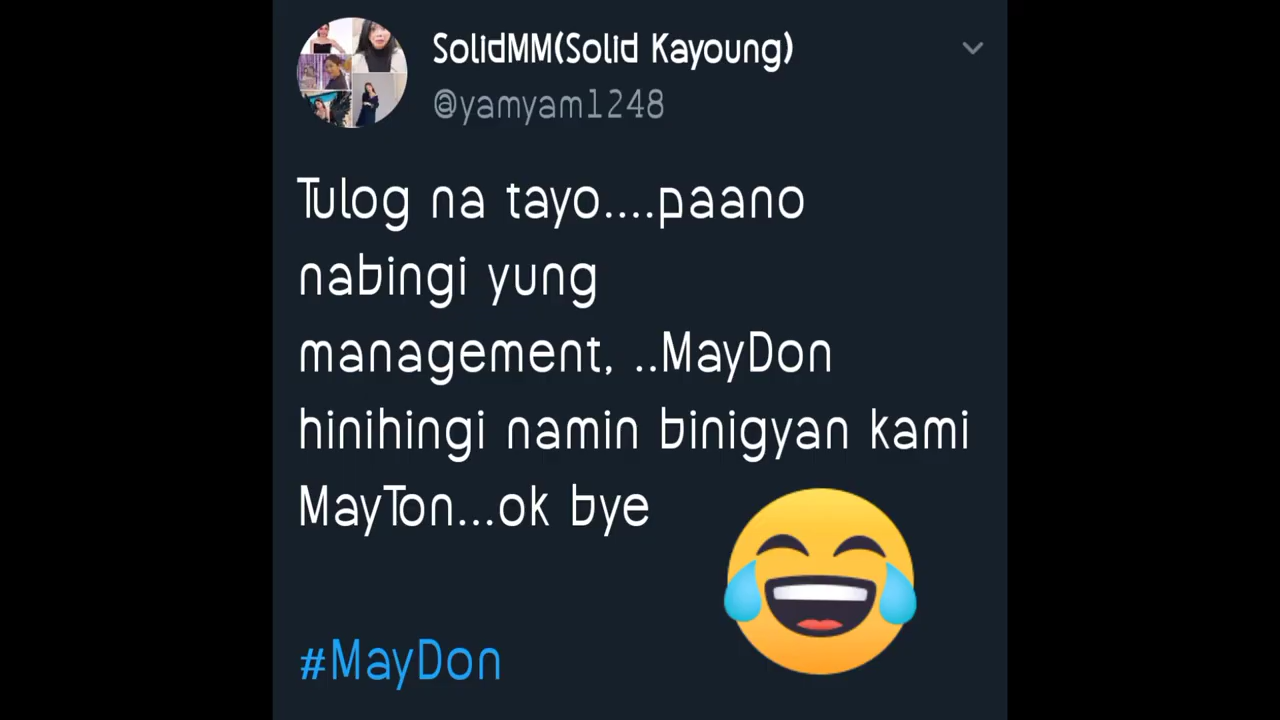 SolidMM(Solid Kayoung)
@yamyam1248
Tulog na tayo....paano
nabingi yung
management, ..MayDon
hinihingi namin binigyan kami
MayTon...ok bye
#MayDon